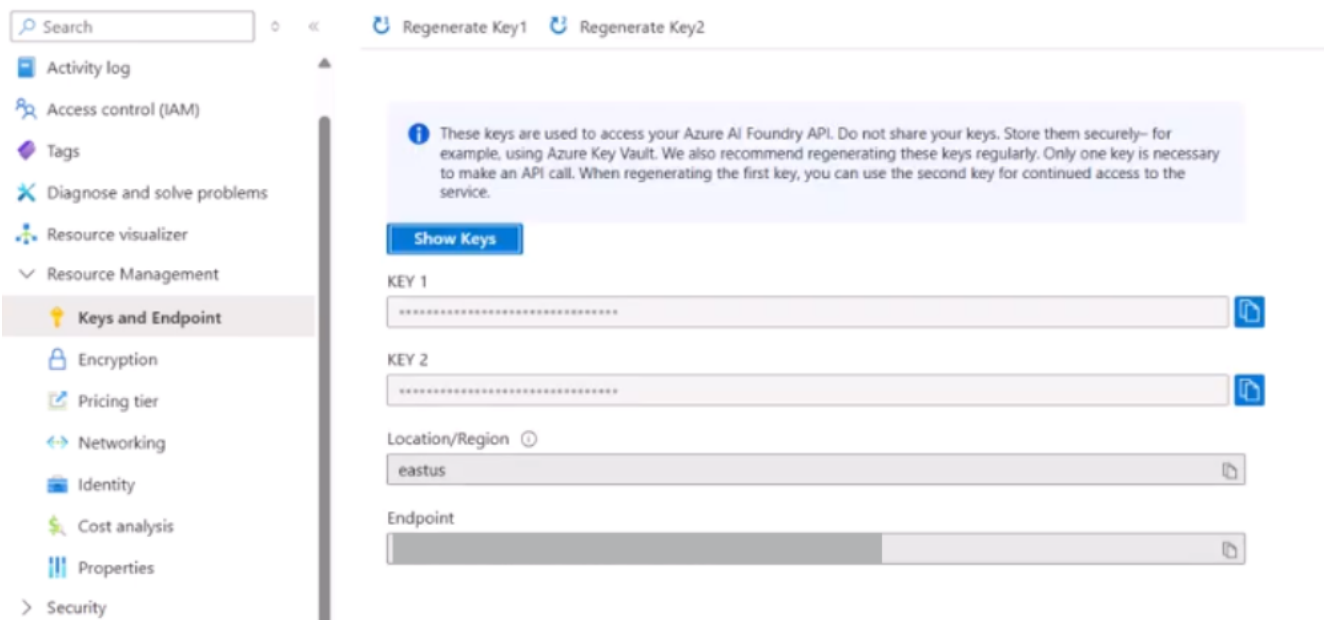 Search
Activity log
Access control (IAM)
Tags
Diagnose and solve problems
Resource visualizer
Resource Management
Keys and Endpoint
Encryption
Pricing tier
Networking
Identity
Cost analysis
Properties
Security
Regenerate Key1 Regenerate Key2
These keys are used to access your Azure AI Foundry API. Do not share your keys. Store them securely– for
example, using Azure Key Vault. We also recommend regenerating these keys regularly. Only one key is necessary
to make an API call. When regenerating the first key, you can use the second key for continued access to the
service.
Show Keys
KEY 1
••••••••••••••••••••••••••••••••
KEY 2
••••••••••••••••••••••••••••••••
Location/Region
eastus
Endpoint